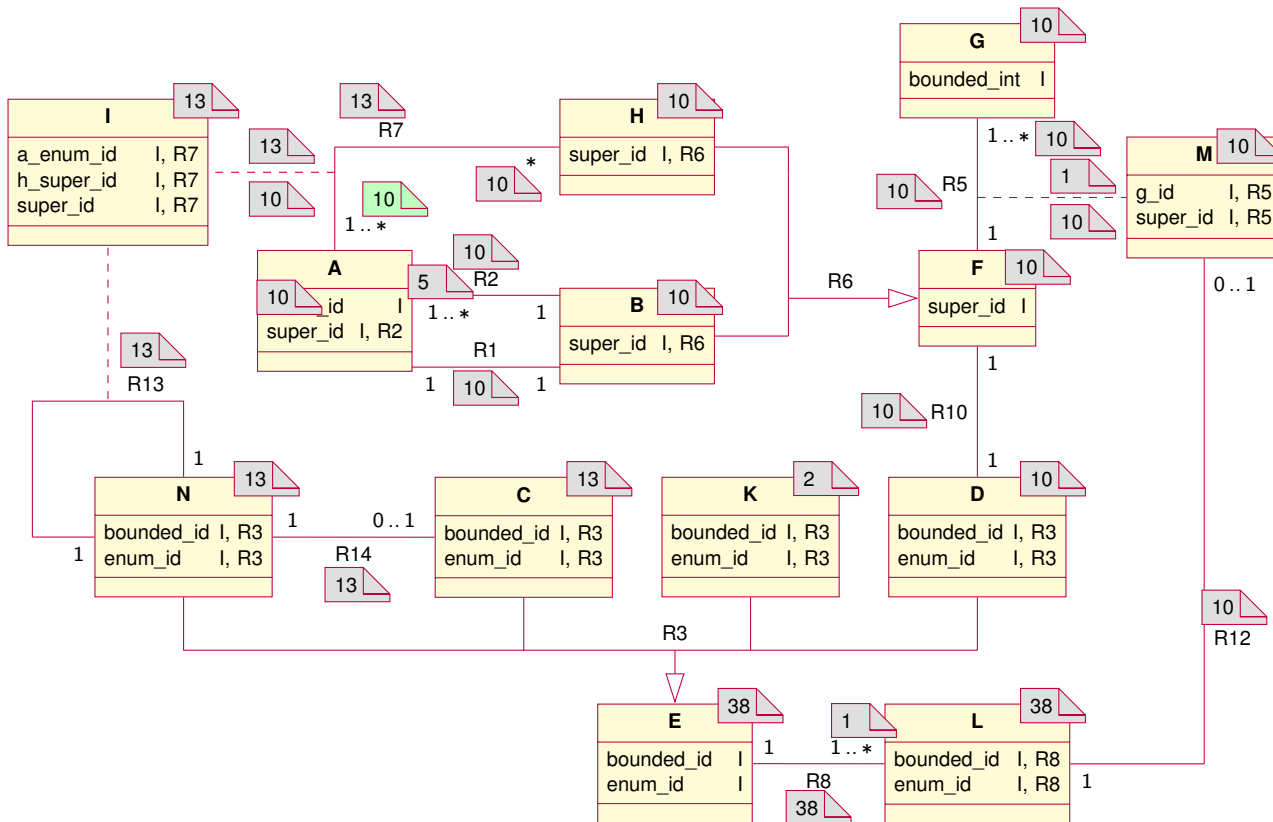 G
10
bounded_int I
I
13
a_enum_id I, R7
h_super_id I, R7
super_id I, R7
13
R7
13
10
H
10
super_id I, R6
*
10
10
1 .. *
1 .. *
10
R5
10
1
10
1
M
10
g_id I, R5
super_id I, R5
0 .. 1
A
10
_id I
super_id I, R2
5
10
R2
1 .. *
1
R1
1
10
1
B
10
super_id I, R6
R6
F
10
super_id I
1
10
R10
1
13
R13
1
1
N
13
bounded_id I, R3
enum_id I, R3
1
0 .. 1
R14
13
C
13
bounded_id I, R3
enum_id I, R3
K
2
bounded_id I, R3
enum_id I, R3
D
10
bounded_id I, R3
enum_id I, R3
R3
10
R12
E
38
bounded_id I
enum_id I
1
1
1 .. *
R8
38
L
38
bounded_id I, R8
enum_id I, R8
1